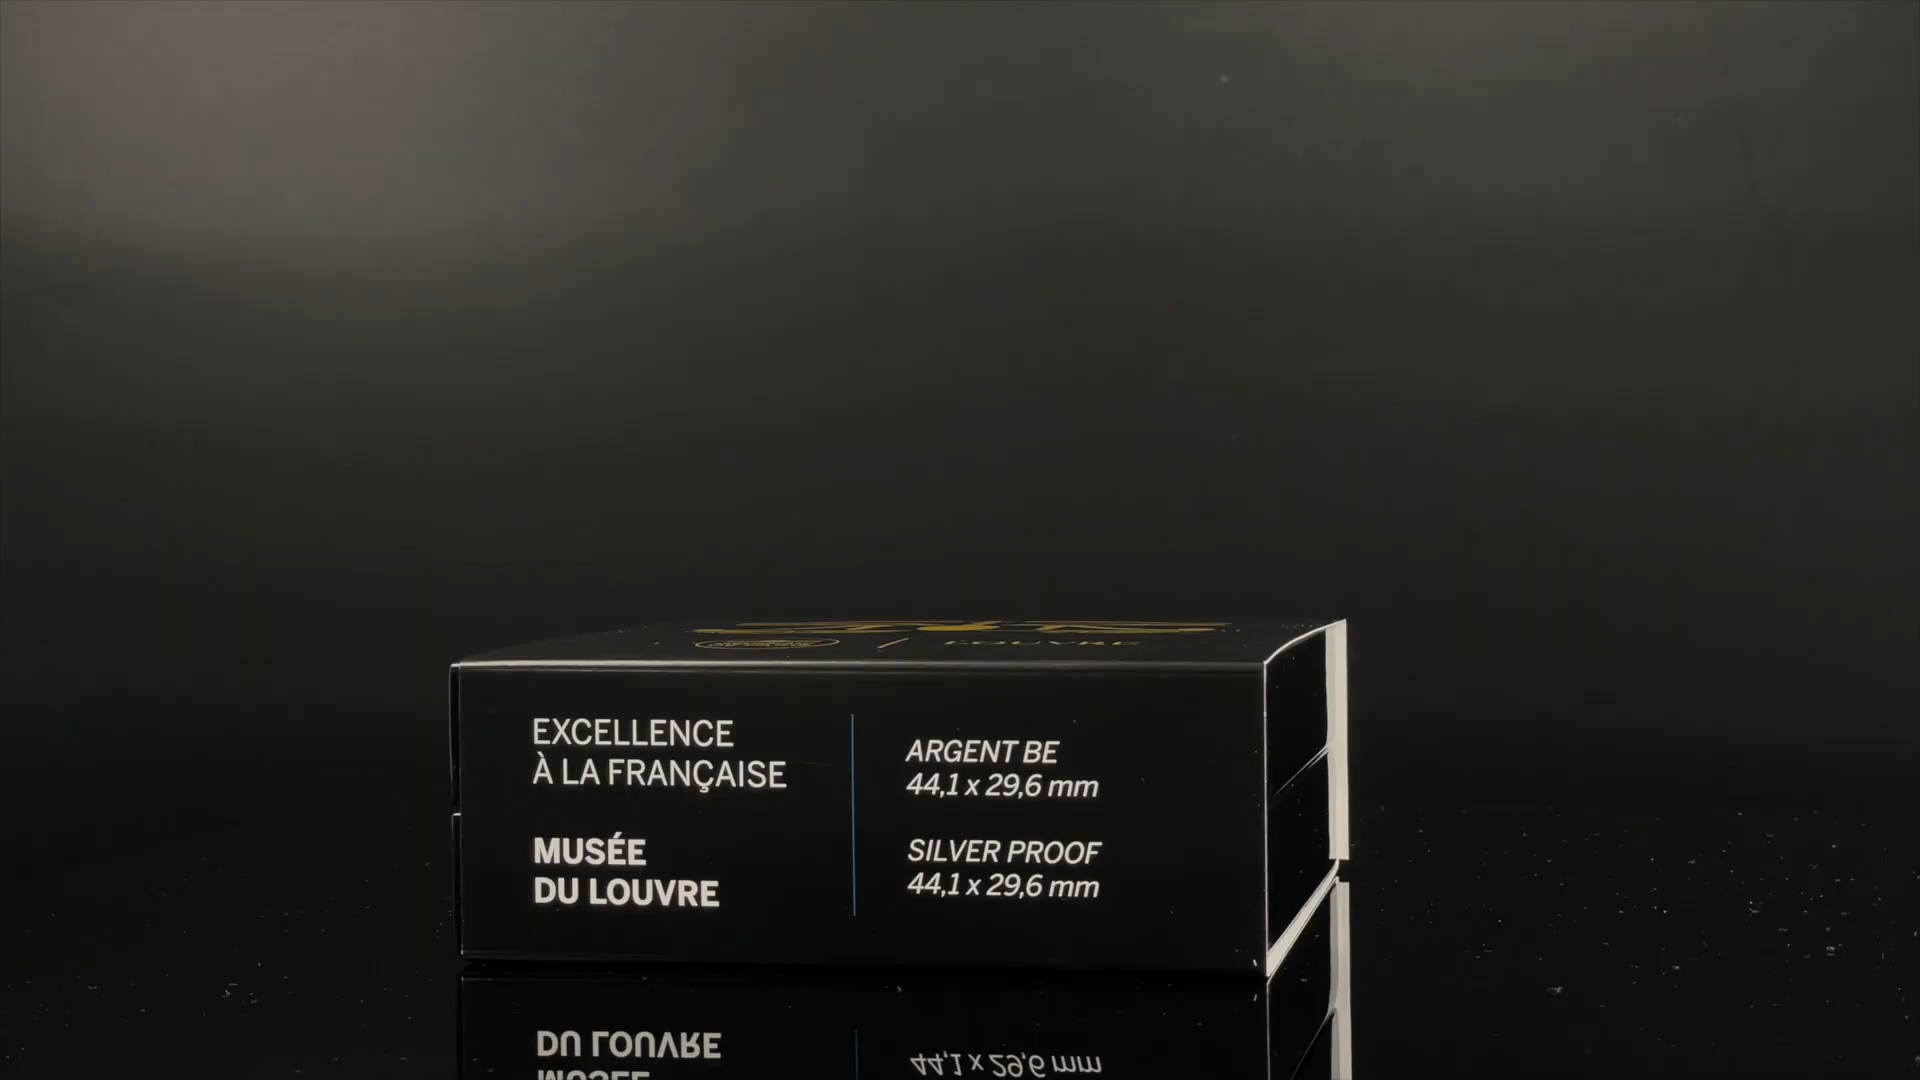 LOUVRE
EXCELLENCE
À LA FRANÇAISE
MUSÉE
DU LOUVRE
ARGENT BE
44,1 x 29,6 mm
SILVER PROOF
44,1 x 29,6 mm